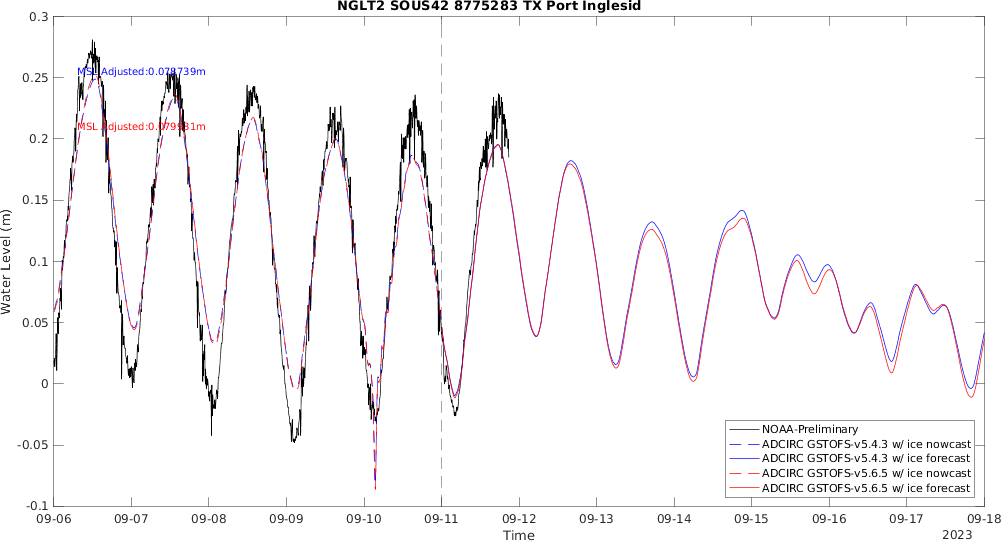 NGLT2 SOUS42 8775283 TX Port Inglesid
0.3
0.25
0.2
0.15
0.1
0.05
0
-0.05
-0.1
Water Level (m)
MSL Adjusted:0.078739m
MSL Adjusted:0.079931m
NOAA-Preliminary
ADCIRC GSTOFS-v5.4.3 w/ ice nowcast
ADCIRC GSTOFS-v5.4.3 w/ ice forecast
ADCIRC GSTOFS-v5.6.5 w/ ice nowcast
ADCIRC GSTOFS-v5.6.5 w/ ice forecast
09-06 09-07 09-08 09-09 09-10 09-11 09-12 09-13 09-14 09-15 09-16 09-17 09-18
Time
2023